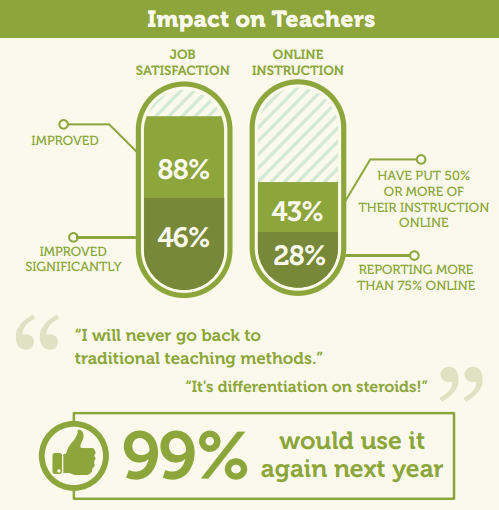 Impact on Teachers
JOB
SATISFACTION
ONLINE
INSTRUCTION
IMPROVED
88%
46%
IMPROVED
SIGNIFICANTLY
43%
28%
HAVE PUT 50%
OR MORE OF
THEIR INSTRUCTION
ONLINE
REPORTING MORE
THAN 75% ONLINE
“I will never go back to
traditional teaching methods.”
“It's differentiation on steroids!”
99%
would use it
again next year